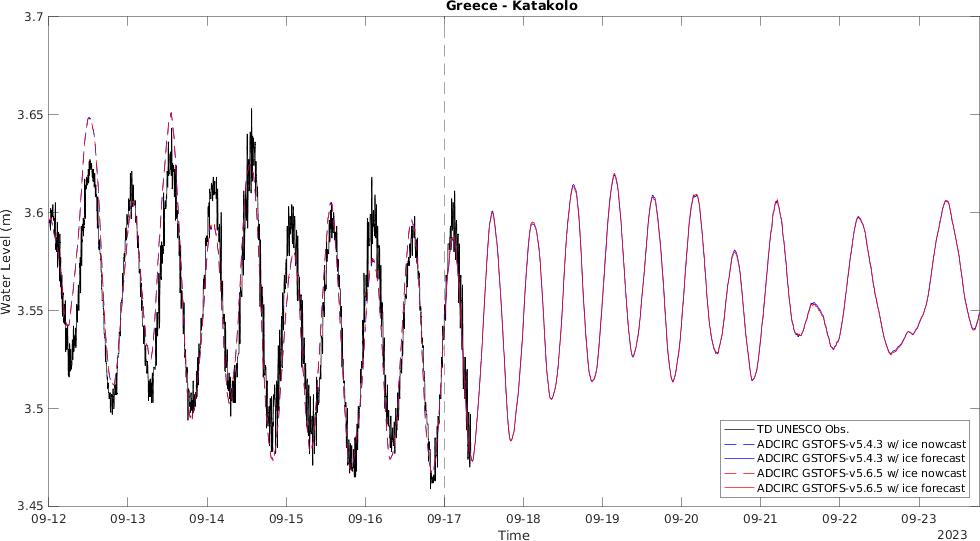 Greece - Katakolo
3.7
3.65
3.6
3.55
3.5
3.45
Water Level (m)
09-12 09-13 09-14 09-15 09-16 09-17 09-18 09-19 09-20 09-21 09-22 09-23
Time
2023
TD UNESCO Obs.
ADCIRC GSTOFS-v5.4.3 w/ ice nowcast
ADCIRC GSTOFS-v5.4.3 w/ ice forecast
ADCIRC GSTOFS-v5.6.5 w/ ice nowcast
ADCIRC GSTOFS-v5.6.5 w/ ice forecast